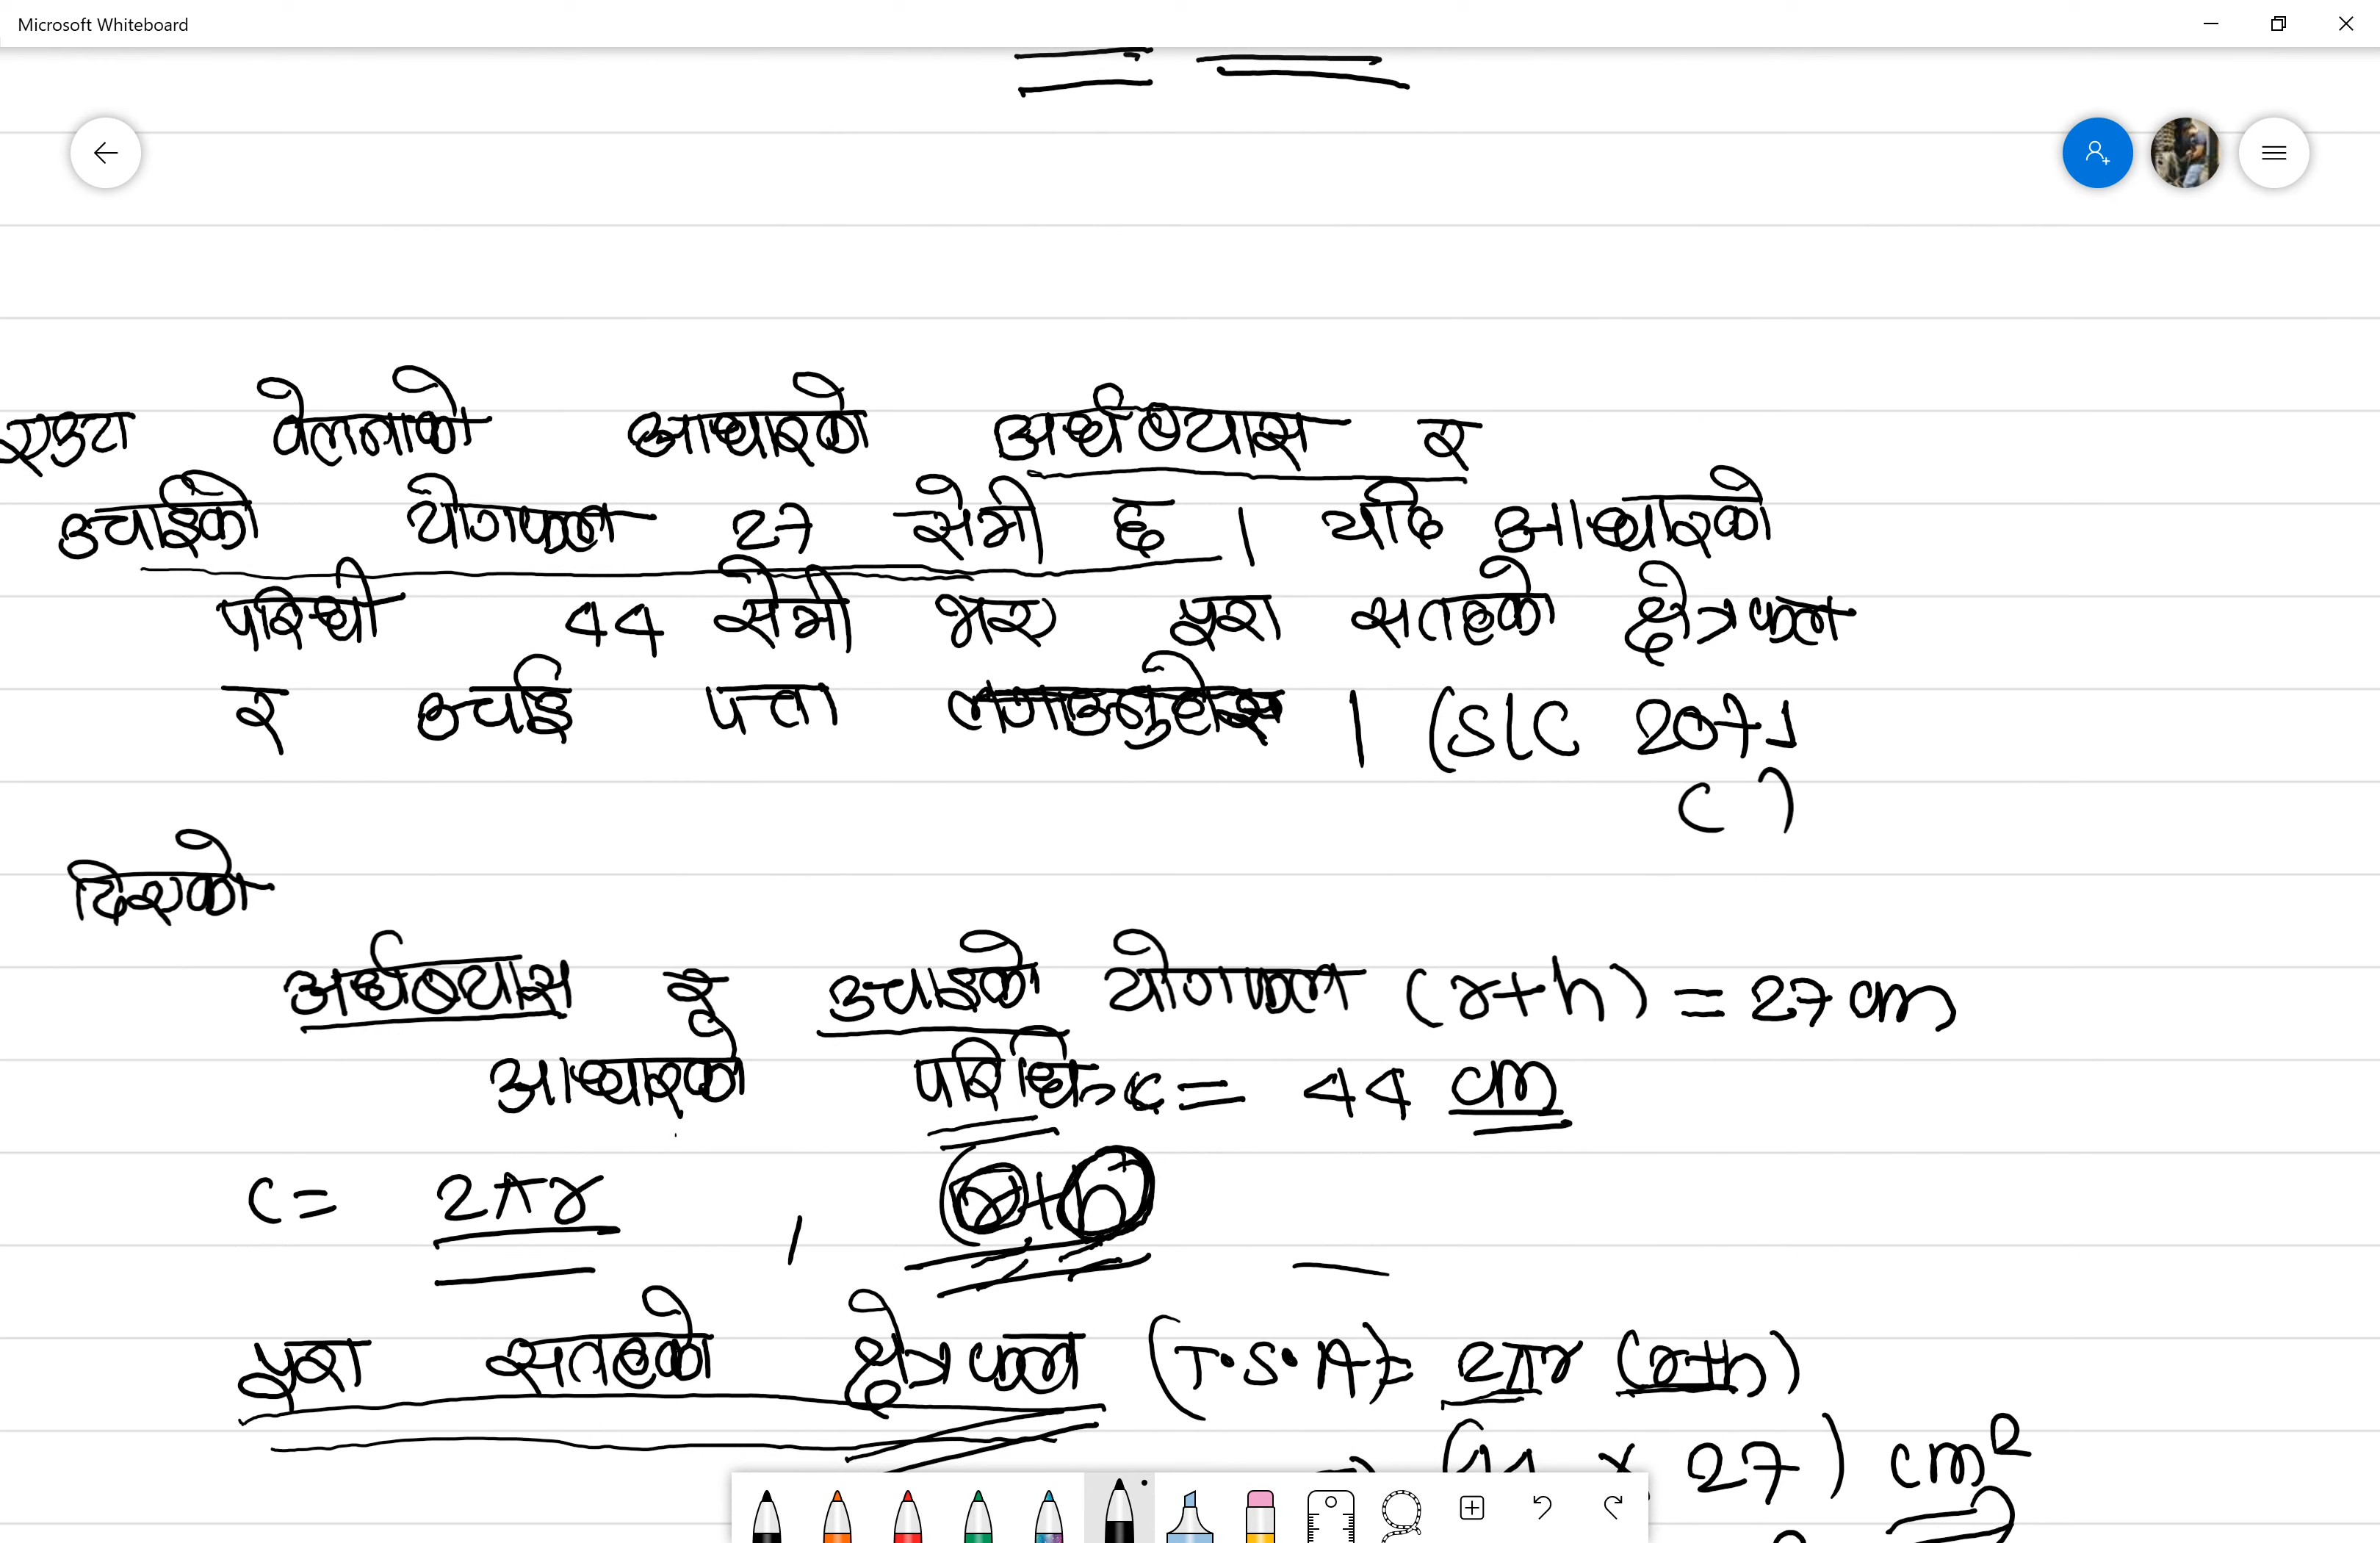 Microsoft Whiteboard
एउटा वेलनाको आधारको अर्धव्यास र
उचाईको योगफल 27 सेमी छ । यदि आधारको
परिधी 44 सेमी भए पुरा सतहको क्षेत्रफल
र उचाई पत्ता लगाउनुहोस । (SLC 2071
C )
दिएको
अर्धव्यास र उचाइको योगफल (r+h) = 27 cm
आधारको परिधि c = 44 cm
c = 2πr , (r+h)
पुरा सतहको क्षेत्रफल (T.S.A) = 2πr (r+h)
= (44 × 27) cm²